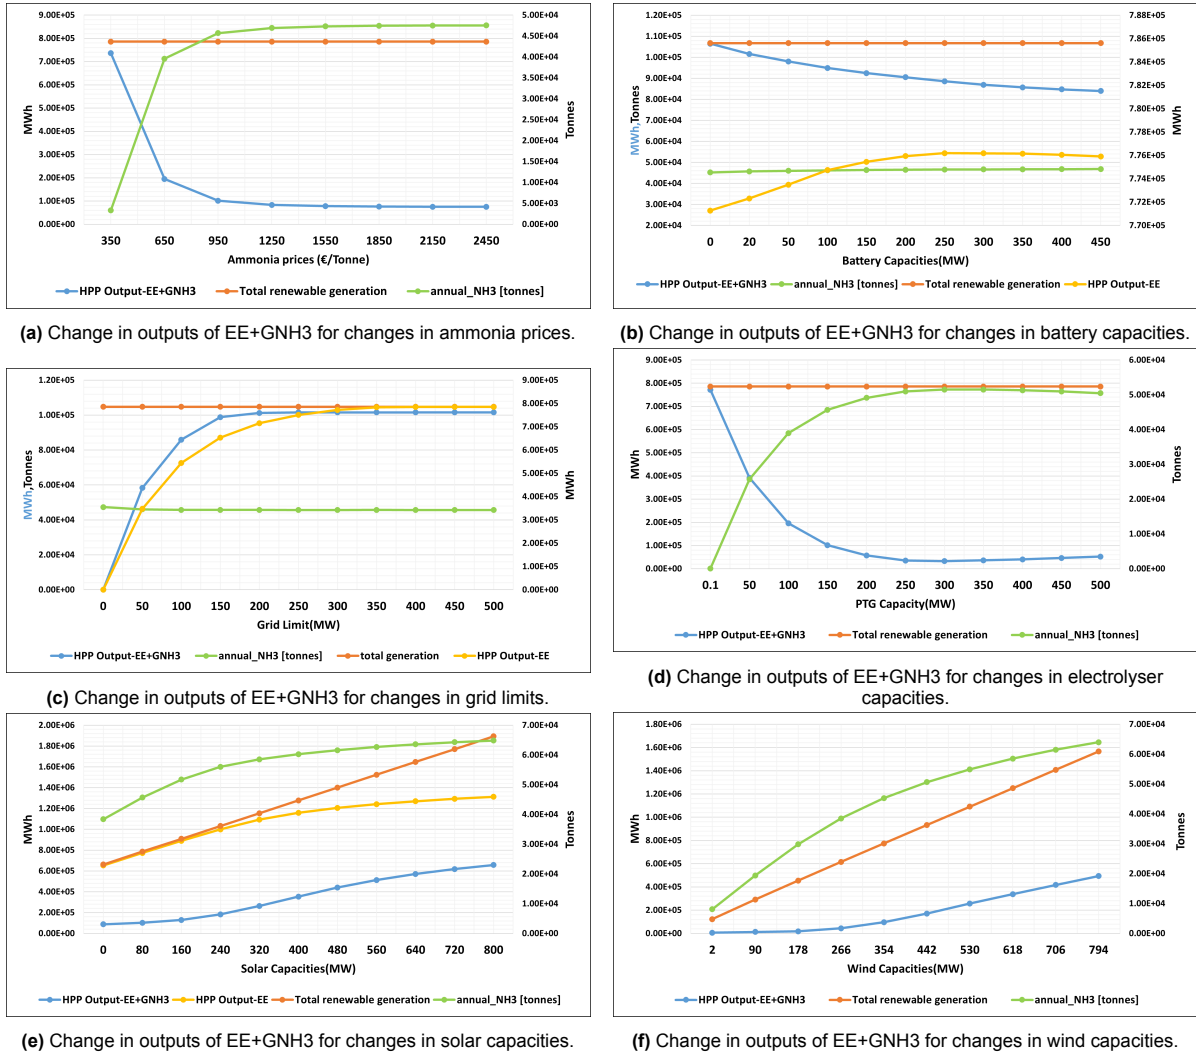 9.00E+05 8.00E+05 7.00E+05 6.00E+05 5.00E+05 4.00E+05 3.00E+05 2.00E+05 1.00E+05 0.00E+00
MWh
5.00E+04 4.50E+04 4.00E+04 3.50E+04 3.00E+04 2.50E+04 2.00E+04 1.50E+04 1.00E+04 5.00E+03 0.00E+00
Tonnes
350 650 950 1250 1550 1850 2150 2450
Ammonia prices (€/Tonne)
HPP Output-EE+GNH3 Total renewable generation annual_NH3 [tonnes]
(a) Change in outputs of EE+GNH3 for changes in ammonia prices.
1.20E+05 1.10E+05 1.00E+05 9.00E+04 8.00E+04 7.00E+04 6.00E+04 5.00E+04 4.00E+04 3.00E+04 2.00E+04
MWh,Tonnes
7.88E+05 7.86E+05 7.84E+05 7.82E+05 7.80E+05 7.78E+05 7.76E+05 7.74E+05 7.72E+05 7.70E+05
MWh
0 20 50 100 150 200 250 300 350 400 450
Battery Capacities(MW)
HPP Output-EE+GNH3 annual_NH3 [tonnes] Total renewable generation HPP Output-EE
(b) Change in outputs of EE+GNH3 for changes in battery capacities.
1.20E+05 1.00E+05 8.00E+04 6.00E+04 4.00E+04 2.00E+04 0.00E+00
MWh,Tonnes
9.00E+05 8.00E+05 7.00E+05 6.00E+05 5.00E+05 4.00E+05 3.00E+05 2.00E+05 1.00E+05 0.00E+00
MWh
0 50 100 150 200 250 300 350 400 450 500
Grid Limit(MW)
HPP Output-EE+GNH3 annual_NH3 [tonnes] total generation HPP Output-EE
(c) Change in outputs of EE+GNH3 for changes in grid limits.
9.00E+05 8.00E+05 7.00E+05 6.00E+05 5.00E+05 4.00E+05 3.00E+05 2.00E+05 1.00E+05 0.00E+00
MWh
6.00E+04 5.00E+04 4.00E+04 3.00E+04 2.00E+04 1.00E+04 0.00E+00
Tonnes
0.1 50 100 150 200 250 300 350 400 450 500
PTG Capacity(MW)
HPP Output-EE+GNH3 Total renewable generation annual_NH3 [tonnes]
(d) Change in outputs of EE+GNH3 for changes in electrolyser
capacities.
2.00E+06 1.80E+06 1.60E+06 1.40E+06 1.20E+06 1.00E+06 8.00E+05 6.00E+05 4.00E+05 2.00E+05 0.00E+00
MWh
7.00E+04 6.00E+04 5.00E+04 4.00E+04 3.00E+04 2.00E+04 1.00E+04 0.00E+00
Tonnes
0 80 160 240 320 400 480 560 640 720 800
Solar Capacities(MW)
HPP Output-EE+GNH3 HPP Output-EE Total renewable generation annual_NH3 [tonnes]
(e) Change in outputs of EE+GNH3 for changes in solar capacities.
1.80E+06 1.60E+06 1.40E+06 1.20E+06 1.00E+06 8.00E+05 6.00E+05 4.00E+05 2.00E+05 0.00E+00
MWh
7.00E+04 6.00E+04 5.00E+04 4.00E+04 3.00E+04 2.00E+04 1.00E+04 0.00E+00
Tonnes
2 90 178 266 354 442 530 618 706 794
Wind Capacities(MW)
HPP Output-EE+GNH3 Total renewable generation annual_NH3 [tonnes]
(f) Change in outputs of EE+GNH3 for changes in wind capacities.